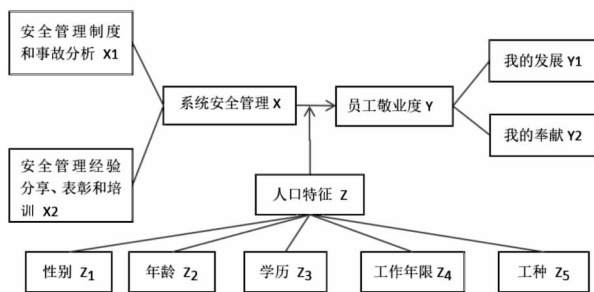 安全管理制度
和事故分析 X1
我的发展 Y1
系统安全管理 X
员工敬业度 Y
我的奉献 Y2
安全管理经验
分享、表彰和培
训 X2
人口特征 Z
性别 Z1
年龄 Z2
学历 Z3
工作年限 Z4
工种 Z5